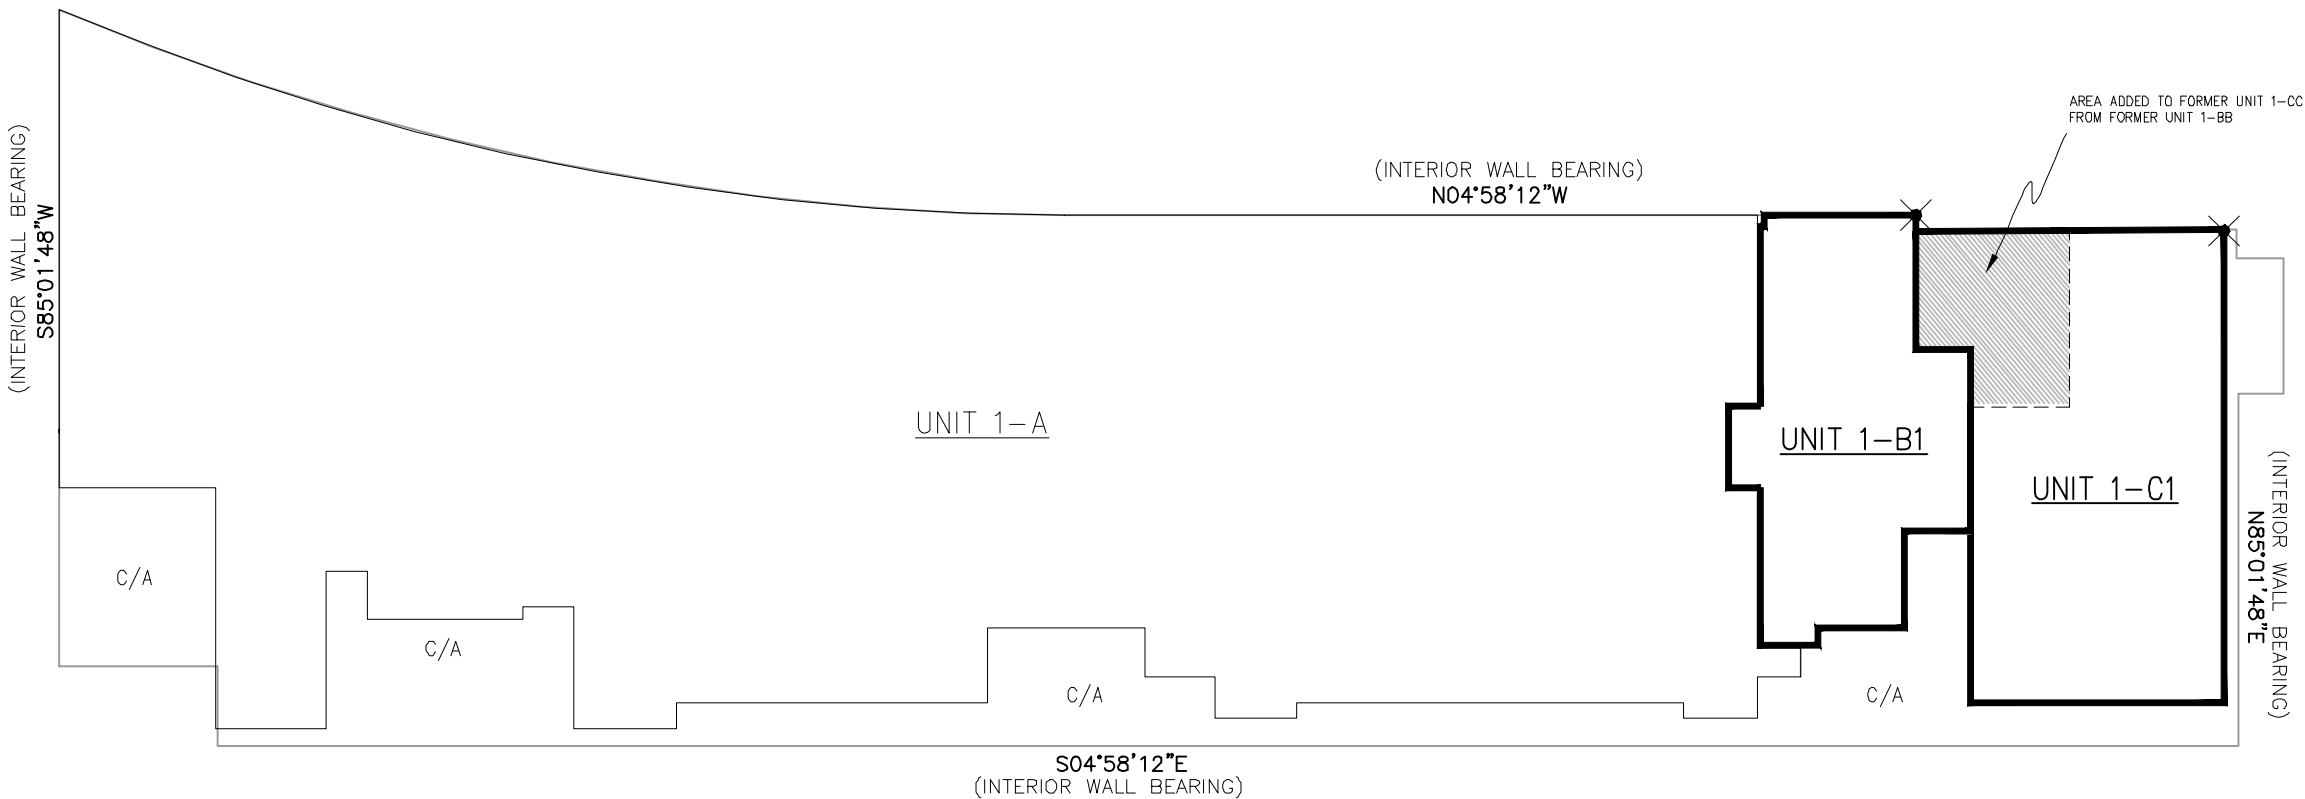 AREA ADDED TO FORMER UNIT 1-CC
FROM FORMER UNIT 1-BB
(INTERIOR WALL BEARING)
N04°58'12"W
(INTERIOR WALL BEARING)
S85°01'48"W
UNIT 1-A
UNIT 1-B1
UNIT 1-C1
(INTERIOR WALL BEARING)
N85°01'48"E
C/A
C/A
C/A
C/A
S04°58'12"E
(INTERIOR WALL BEARING)